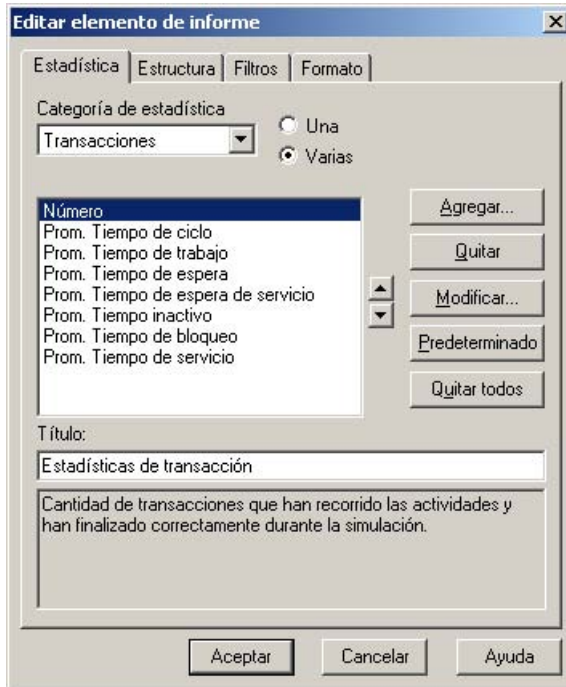 Editar elemento de informe
Estadística
Estructura
Filtros
Formato
Categoría de estadística
Transacciones
Una
Varias
Número
Prom. Tiempo de ciclo
Prom. Tiempo de trabajo
Prom. Tiempo de espera
Prom. Tiempo de espera de servicio
Prom. Tiempo inactivo
Prom. Tiempo de bloqueo
Prom. Tiempo de servicio
Agregar...
Quitar
Modificar...
Predeterminado
Quitar todos
Título:
Estadísticas de transacción
Cantidad de transacciones que han recorrido las actividades y
han finalizado correctamente durante la simulación.
Aceptar
Cancelar
Ayuda